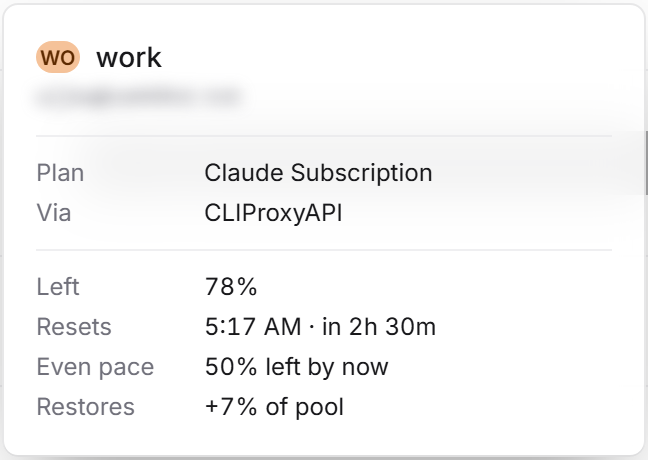 WO work
Plan Claude Subscription
Via CLIProxyAPI
Left 78%
Resets 5:17 AM · in 2h 30m
Even pace 50% left by now
Restores +7% of pool